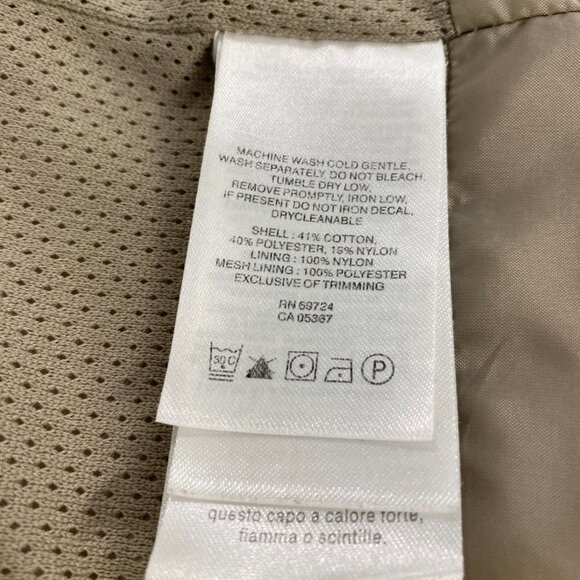 MACHINE WASH COLD GENTLE.
WASH SEPARATELY. DO NOT BLEACH.
TUMBLE DRY LOW.
REMOVE PROMPTLY, IRON LOW,
IF PRESENT DO NOT IRON DECAL.
DRYCLEANABLE
SHELL : 41% COTTON,
40% POLYESTER, 19% NYLON
LINING : 100% NYLON
MESH LINING : 100% POLYESTER
EXCLUSIVE OF TRIMMING
RN 69724
CA 05367
30C
P
questo capo a calore forte,
fiamma o scintille.